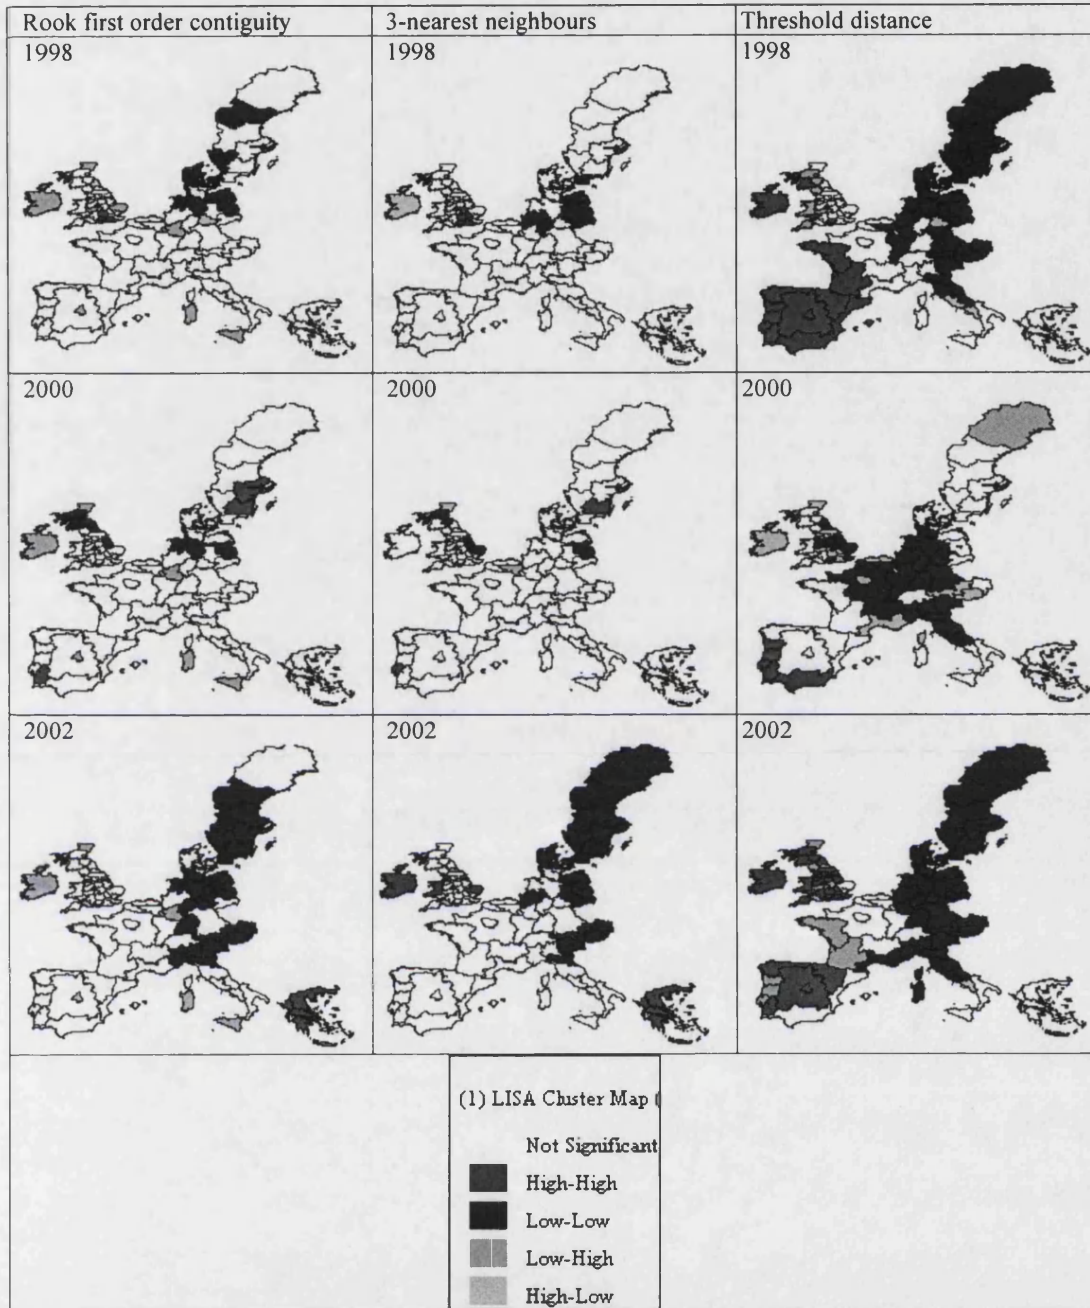 Rook first order contiguity
3-nearest neighbours
Threshold distance
1998
1998
1998
2000
2000
2000
2002
2002
2002
(1) LISA Cluster Map (
Not Significant
High-High
Low-Low
Low-High
High-Low